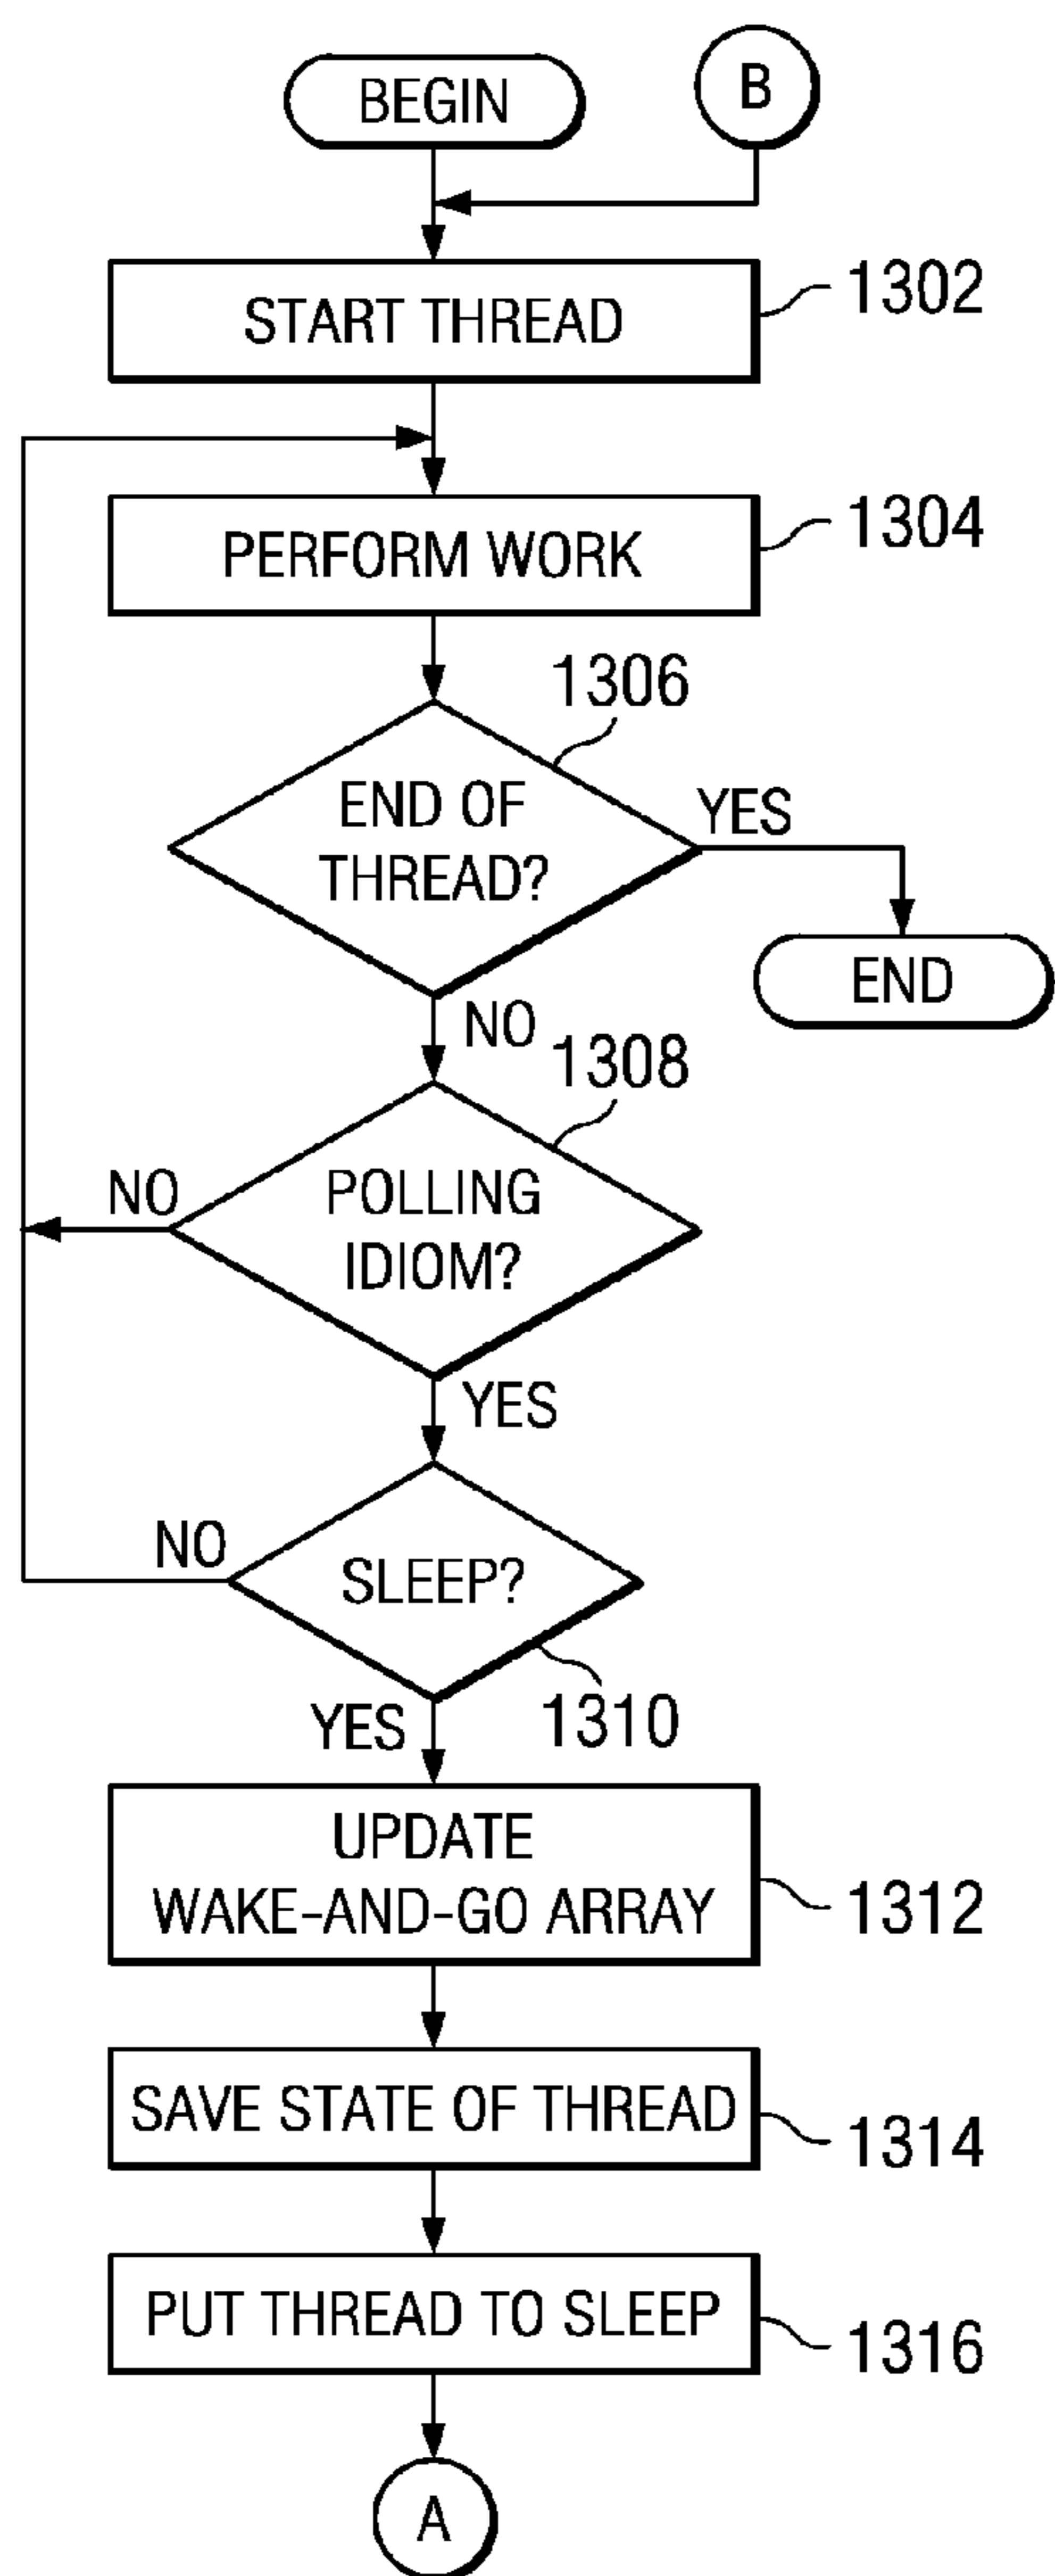 BEGIN
B
START THREAD
1302
PERFORM WORK
1304
1306
END OF
THREAD?
YES
END
NO
1308
POLLING
IDIOM?
NO
YES
SLEEP?
NO
1310
YES
UPDATE
WAKE-AND-GO ARRAY
1312
SAVE STATE OF THREAD
1314
PUT THREAD TO SLEEP
1316
A